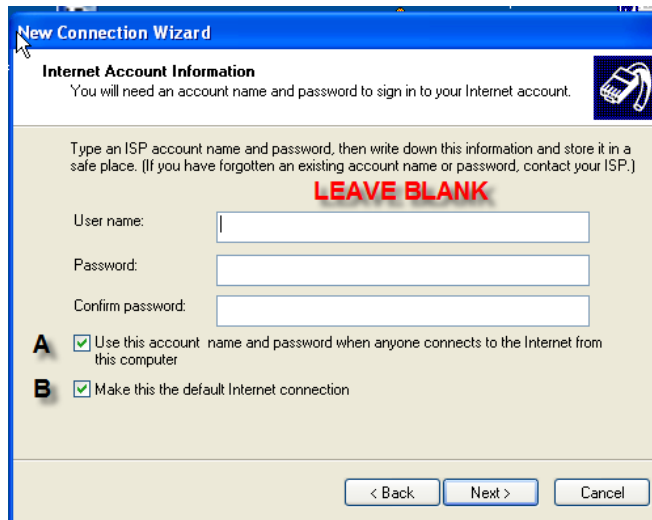 New Connection Wizard
Internet Account Information
You will need an account name and password to sign in to your Internet account.
Type an ISP account name and password, then write down this information and store it in a
safe place. (If you have forgotten an existing account name or password, contact your ISP.)
LEAVE BLANK
User name:
Password:
Confirm password:
A Use this account name and password when anyone connects to the Internet from
this computer
B Make this the default Internet connection
< Back Next > Cancel